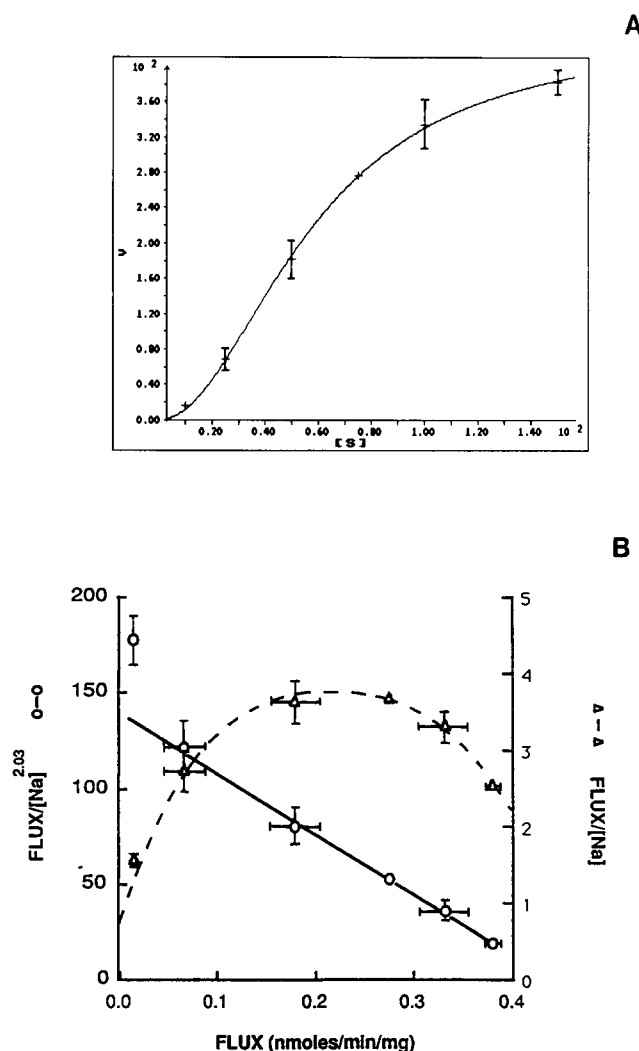 A
10 2
3.60
3.20
2.80
2.40
2.00
1.60
1.20
0.80
0.40
0.00
V
0.20 0.40 0.60 0.80 1.00 1.20 1.40 10 2
[S]
B
200
150
100
50
0
FLUX/[Na]2.03 o–o
5
4
3
2
1
0
Δ – Δ FLUX/[Na]
0.0 0.1 0.2 0.3 0.4
FLUX (nmoles/min/mg)